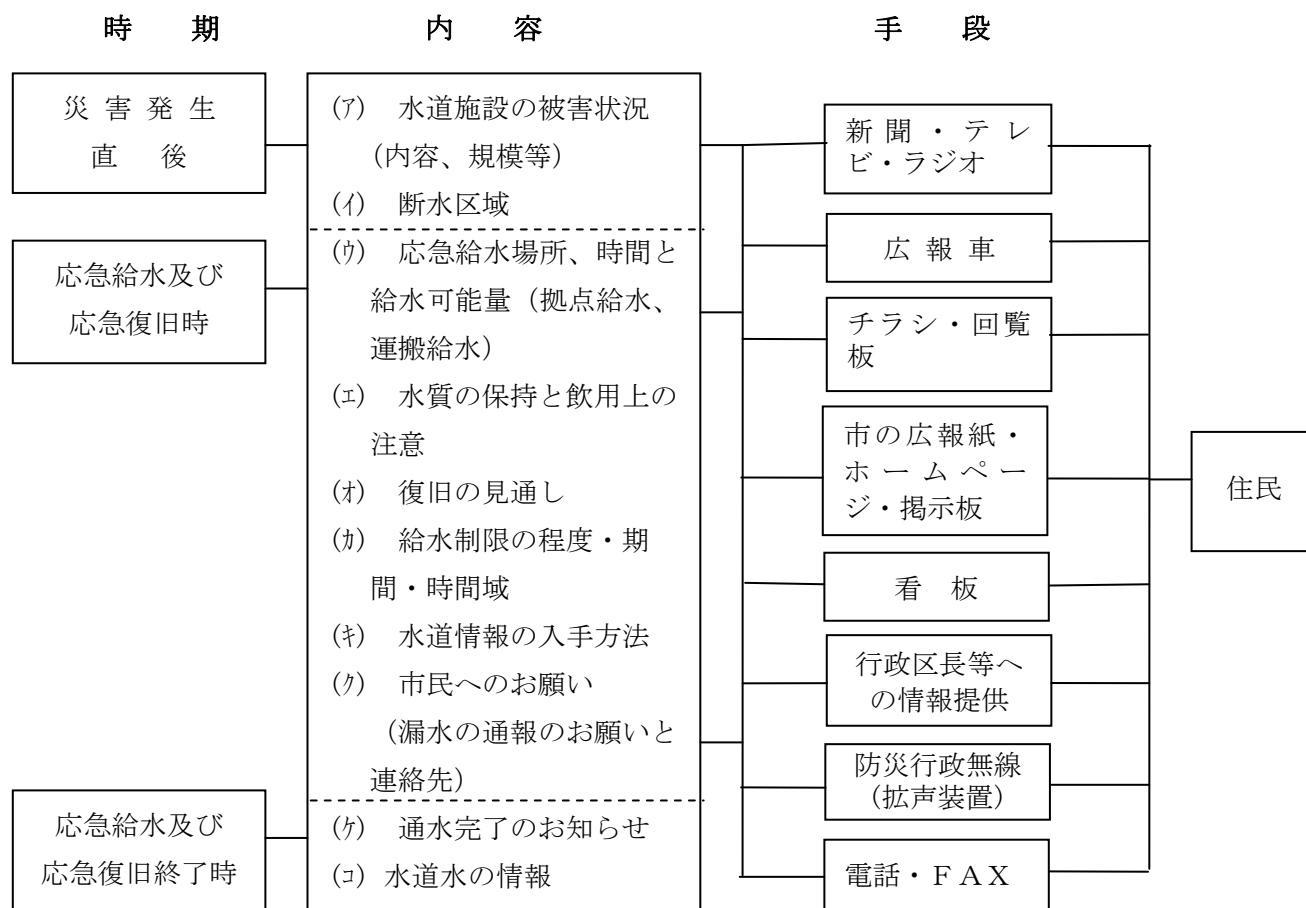 時　期
内　容
手　段
災 害 発 生
直　後
応急給水及び
応急復旧時
応急給水及び
応急復旧終了時
(ｱ)　水道施設の被害状況
（内容、規模等）
(ｲ)　断水区域
(ｳ)　応急給水場所、時間と
給水可能量（拠点給水、
運搬給水）
(ｴ)　水質の保持と飲用上の
注意
(ｵ)　復旧の見通し
(ｶ)　給水制限の程度・期
間・時間域
(ｷ)　水道情報の入手方法
(ｸ)　市民へのお願い
（漏水の通報のお願いと
連絡先）
(ｹ)　通水完了のお知らせ
(ｺ) 水道水の情報
新 聞 ・ テ レ
ビ・ラジオ
広 報 車
チラシ・回覧
板
市の広報紙・
ホ ー ム ペ ー
ジ・掲示板
看　板
行政区長等へ
の情報提供
防災行政無線
（拡声装置）
電話・ＦＡＸ
住民